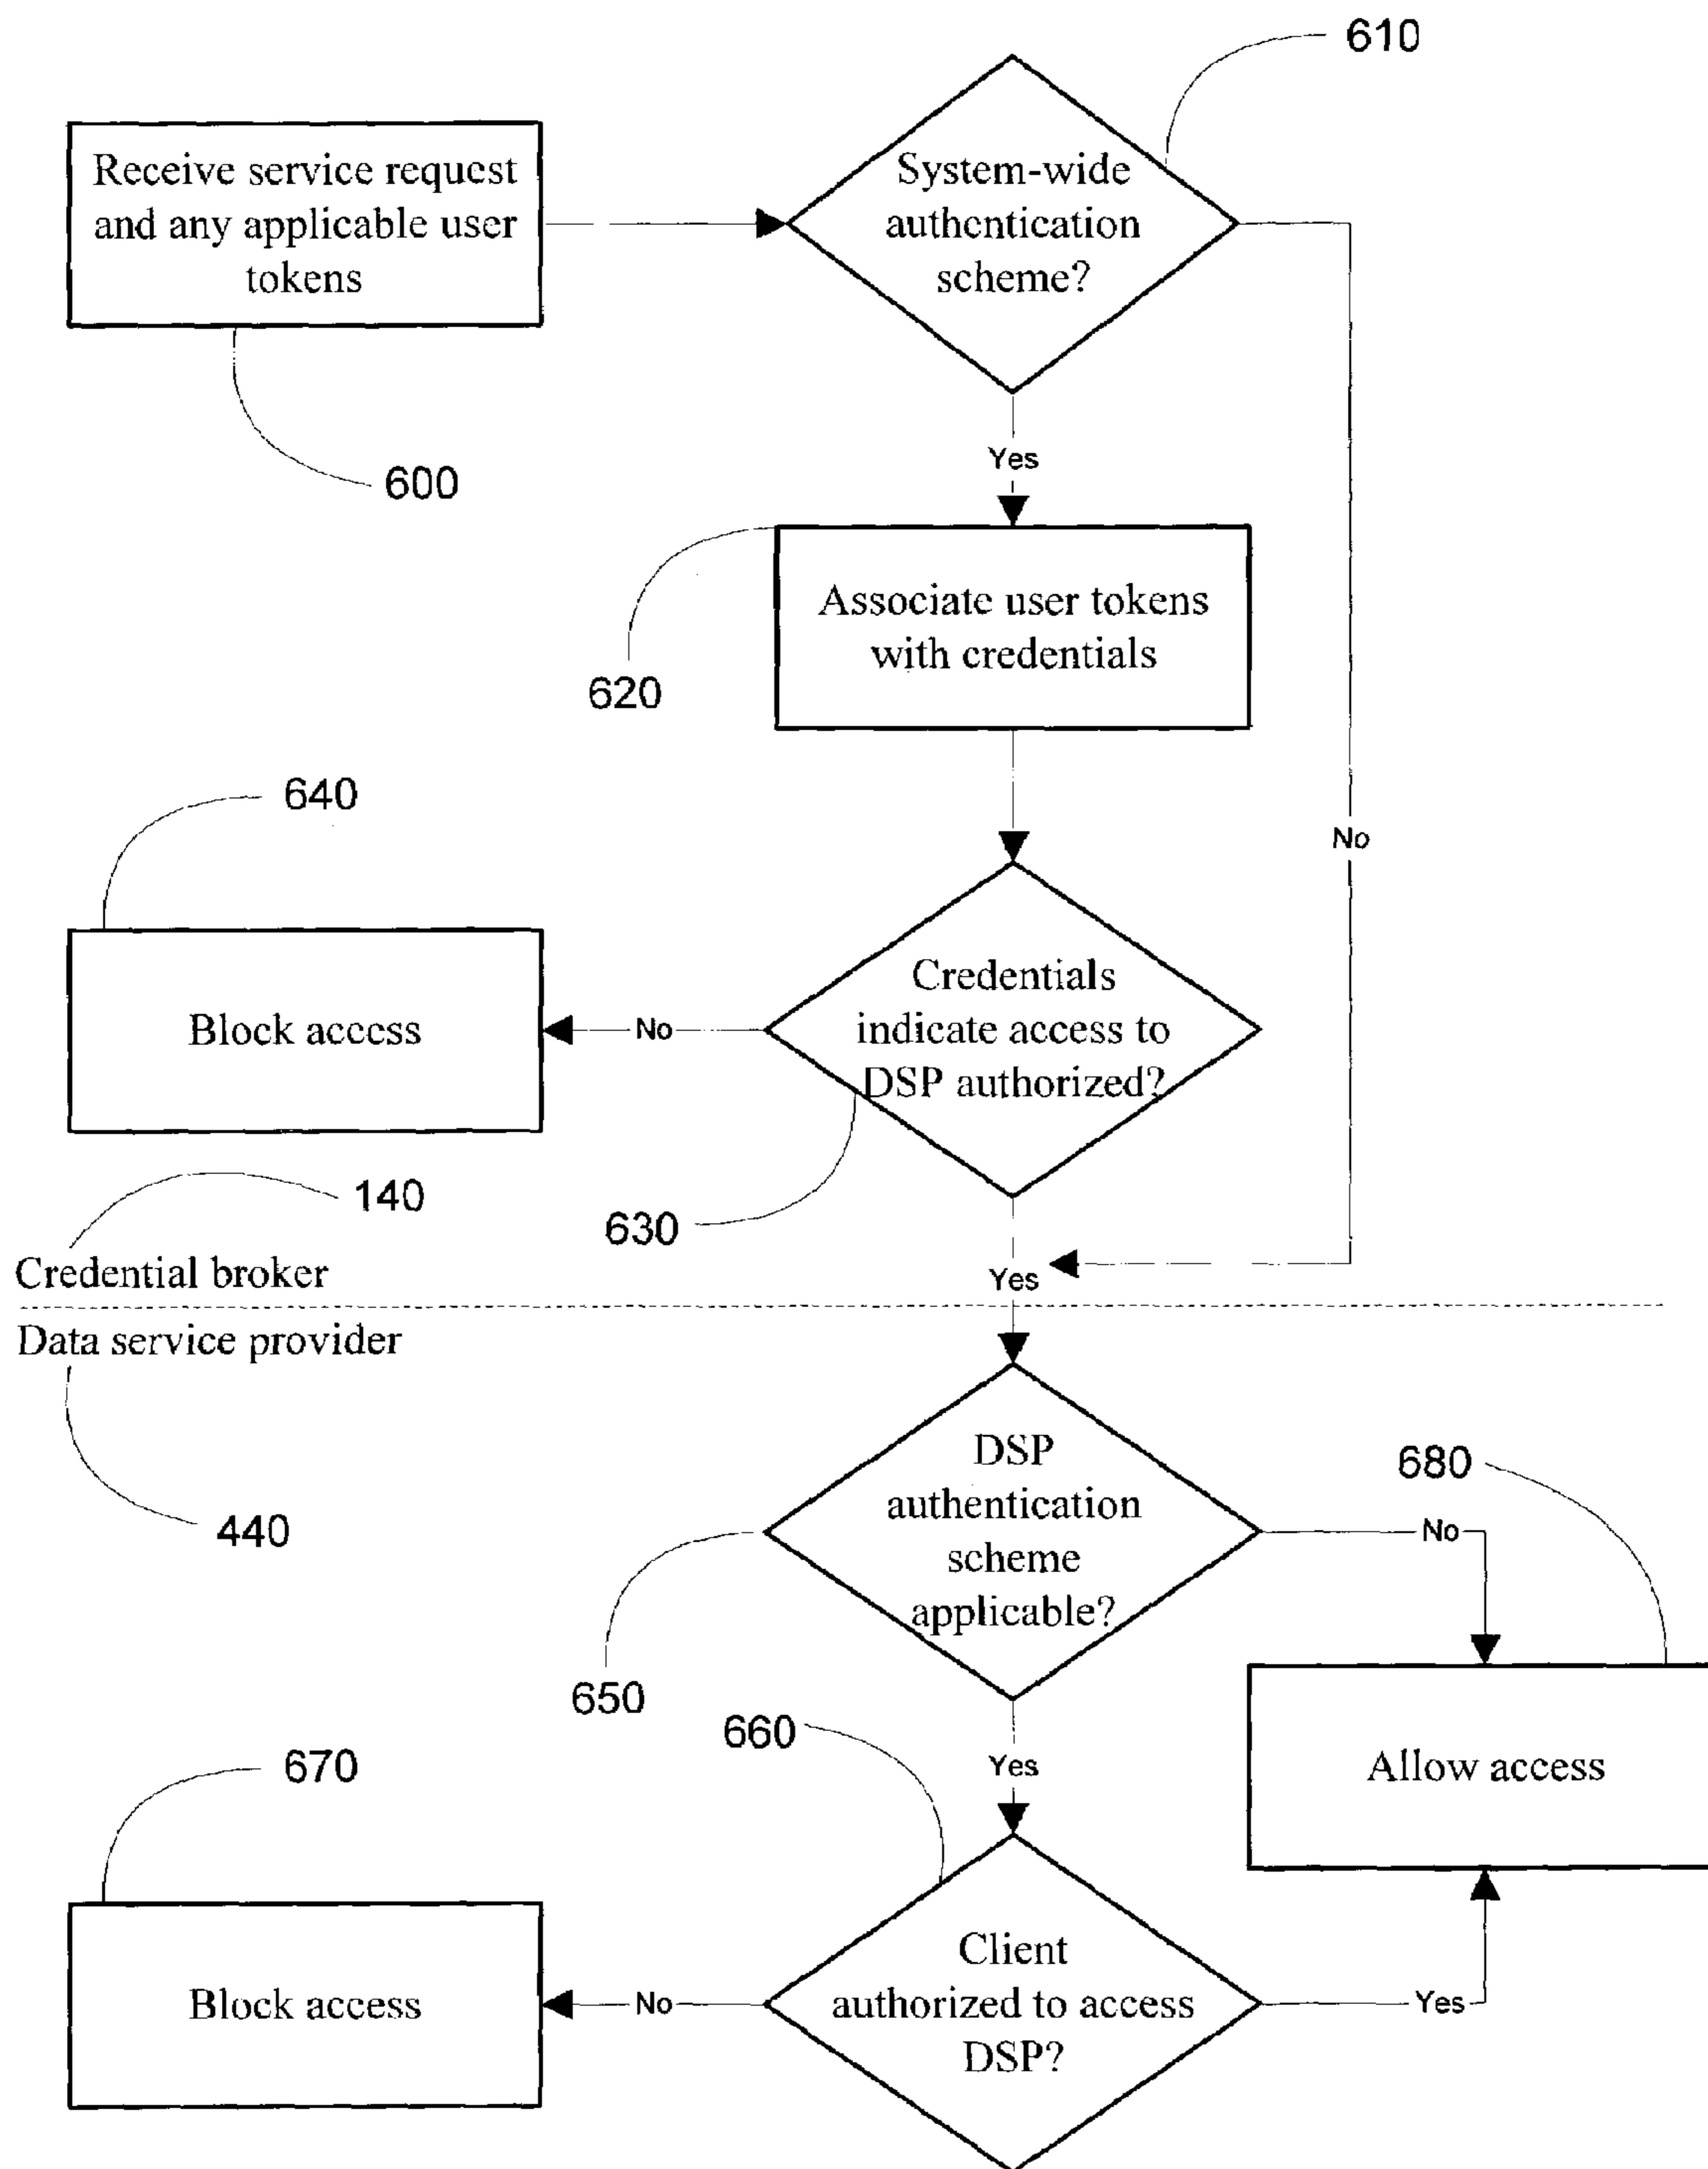 610
Receive service request
and any applicable user
tokens
System-wide
authentication
scheme?
600
Yes
Associate user tokens
with credentials
620
640
No
Credentials
indicate access to
DSP authorized?
Block access
No
140
630
Credential broker
Yes
Data service provider
DSP
authentication
scheme
applicable?
680
440
No
650
660
Yes
670
Allow access
Client
authorized to access
DSP?
Block access
No
Yes